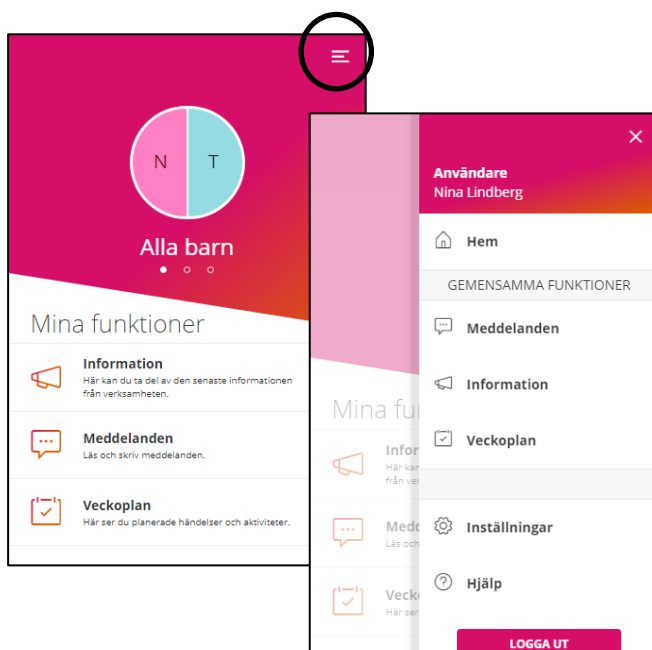 N T
Alla barn
Mina funktioner
Information
Här kan du ta del av den senaste informationen
från verksamheten.
Meddelanden
Läs och skriv meddelanden.
Veckoplan
Här ser du planerade händelser och aktiviteter.
Mina fu
Infor
Här kan
från ve
Medd
Läs och
Veck
Här ser
Användare
Nina Lindberg
Hem
GEMENSAMMA FUNKTIONER
Meddelanden
Information
Veckoplan
Inställningar
Hjälp
LOGGA UT